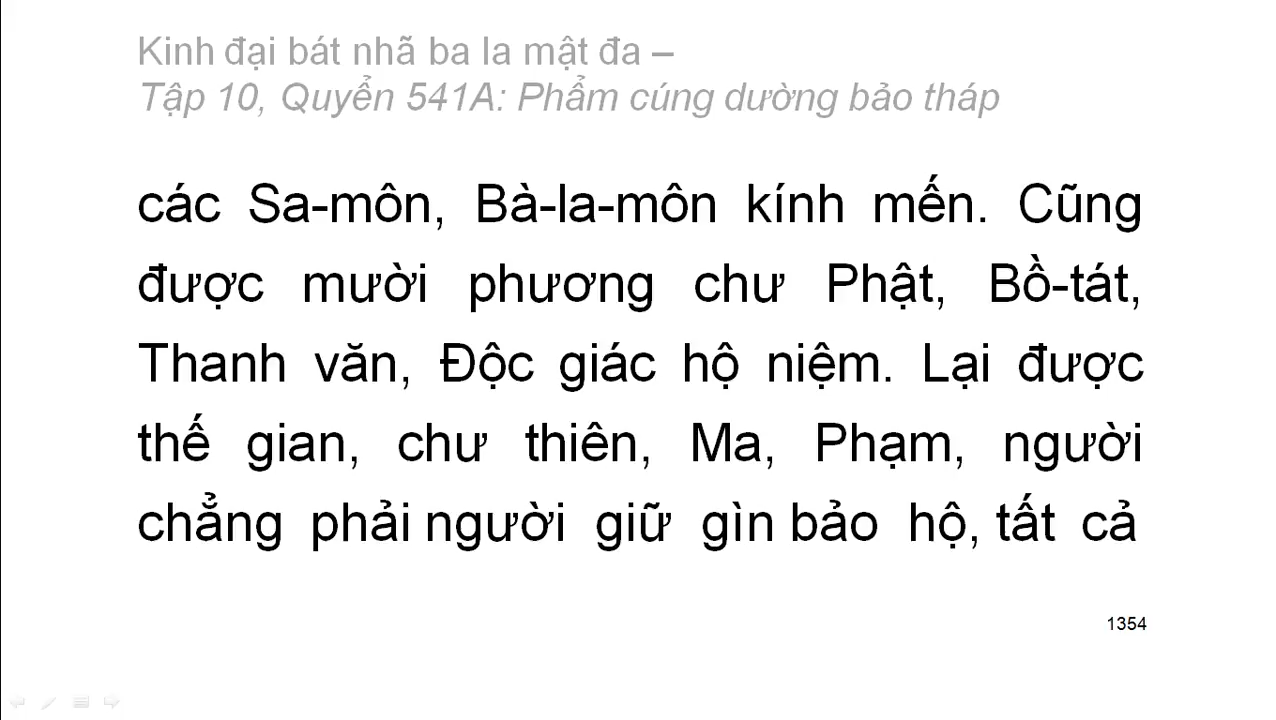 Kinh đại bát nhã ba la mật đa –
Tập 10, Quyển 541A: Phẩm cúng dường bảo tháp
các Sa-môn, Bà-la-môn kính mến. Cũng
được mười phương chư Phật, Bồ-tát,
Thanh văn, Độc giác hộ niệm. Lại được
thế gian, chư thiên, Ma, Phạm, người
chẳng phải người giữ gìn bảo hộ, tất cả
1354